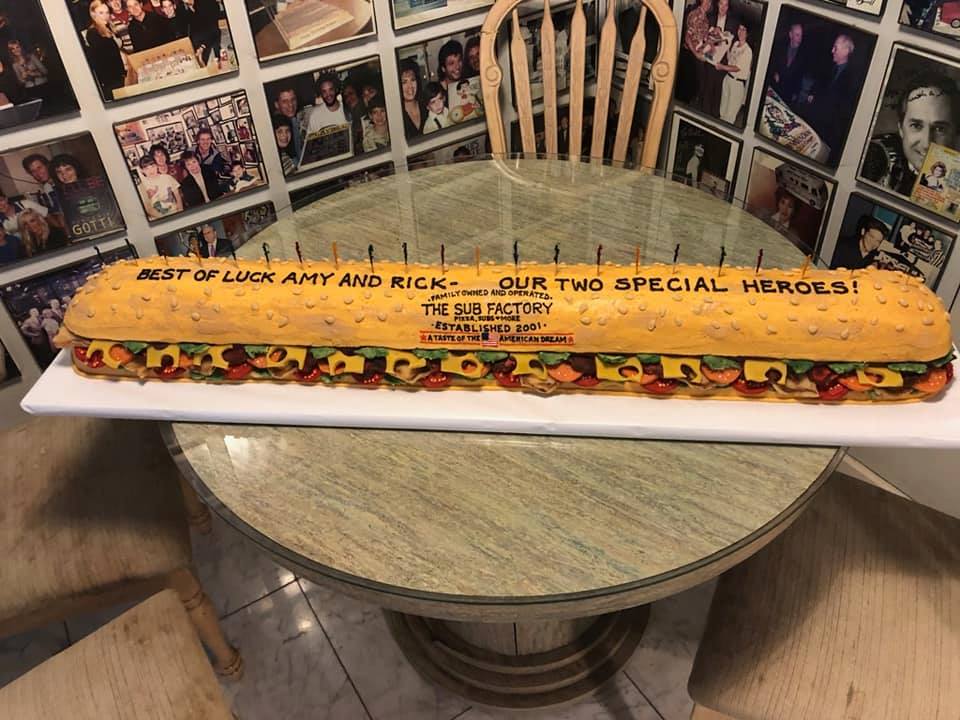 GOTTI
BEST OF LUCK AMY AND RICK- OUR TWO SPECIAL HEROES!
·FAMILY OWNED AND OPERATED·
THE SUB FACTORY
PIZZA, SUBS & MORE
·ESTABLISHED 2001·
★A TASTE OF THE AMERICAN DREAM★